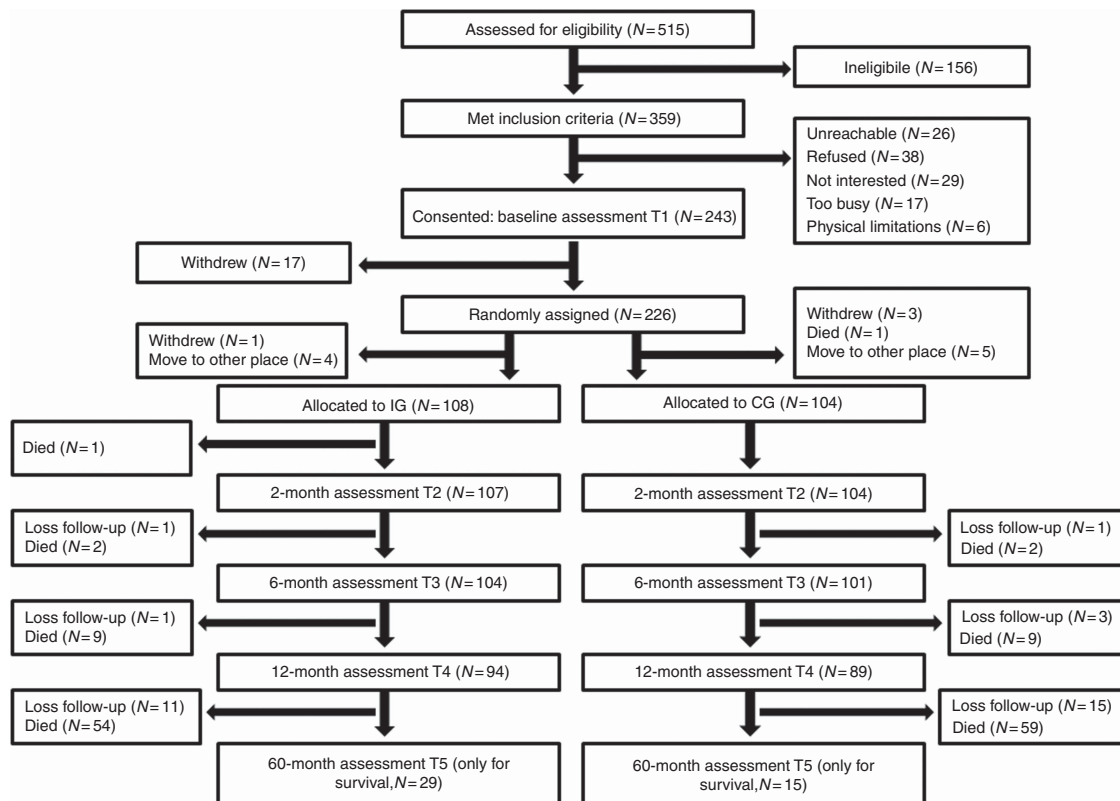 Assessed for eligibility (N=515)
Ineligibile (N=156)
Met inclusion criteria (N=359)
Unreachable (N=26)
Refused (N=38)
Not interested (N=29)
Too busy (N=17)
Physical limitations (N=6)
Consented: baseline assessment T1 (N=243)
Withdrew (N=17)
Randomly assigned (N=226)
Withdrew (N=1)
Move to other place (N=4)
Withdrew (N=3)
Died (N=1)
Move to other place (N=5)
Allocated to IG (N=108)
Allocated to CG (N=104)
Died (N=1)
2-month assessment T2 (N=107)
2-month assessment T2 (N=104)
Loss follow-up (N=1)
Died (N=2)
Loss follow-up (N=1)
Died (N=2)
6-month assessment T3 (N=104)
6-month assessment T3 (N=101)
Loss follow-up (N=1)
Died (N=9)
Loss follow-up (N=3)
Died (N=9)
12-month assessment T4 (N=94)
12-month assessment T4 (N=89)
Loss follow-up (N=11)
Died (N=54)
Loss follow-up (N=15)
Died (N=59)
60-month assessment T5 (only for
survival,N=29)
60-month assessment T5 (only for
survival,N=15)